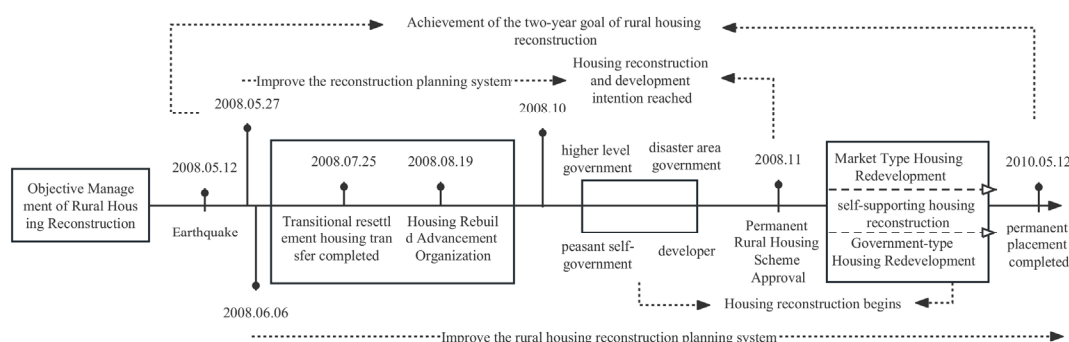 Achievement of the two-year goal of rural housing
reconstruction
Improve the reconstruction planning system
Housing reconstruction
and development
intention reached
2008.05.27
2008.10
2008.05.12
2008.07.25
2008.08.19
higher level
government
disaster area
government
2008.11
Market Type Housing
Redevelopment
2010.05.12
Objective Manage
ment of Rural Hous
ing Reconstruction
Earthquake
Transitional resettl
ement housing tran
sfer completed
Housing Rebuil
d Advancement
Organization
peasant self-
government
developer
Permanent
Rural Housing
Scheme
Approval
self-supporting housing
reconstruction
Government-type
Housing Redevelopment
permanent
placement
completed
2008.06.06
Housing reconstruction begins
Improve the rural housing reconstruction planning system